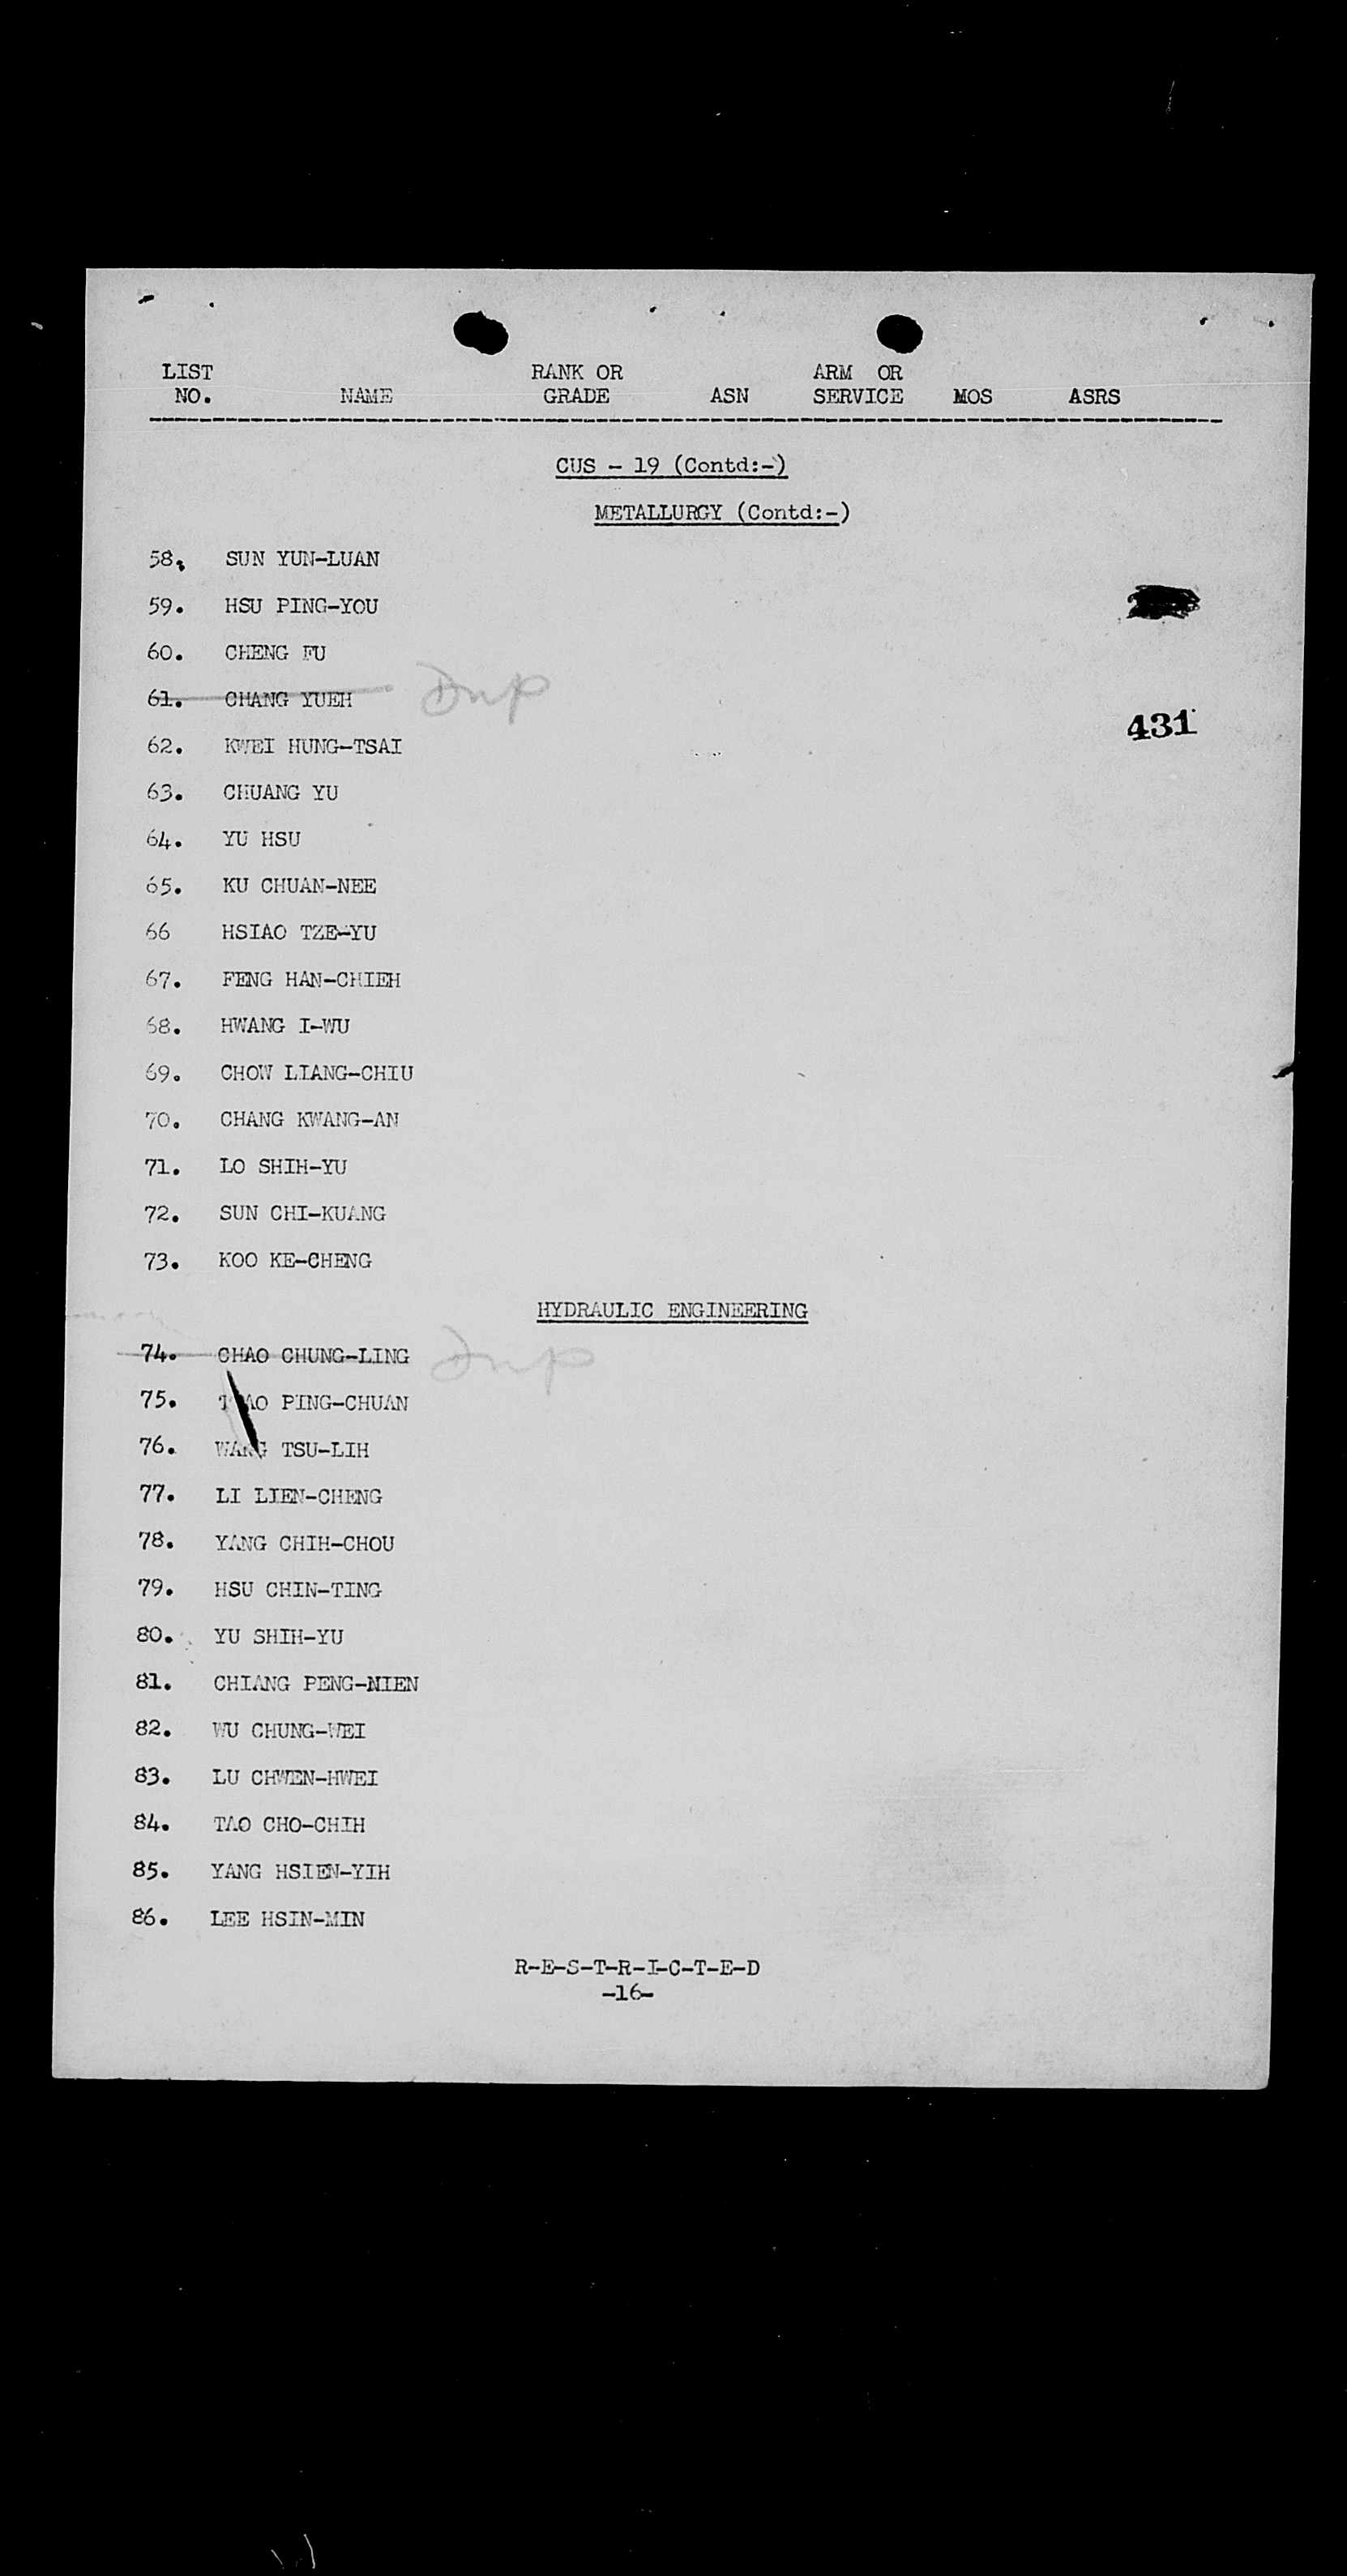 LIST RANK OR ARM OR
NO. NAME GRADE ASN SERVICE MOS ASRS
CUS - 19 (Contd:-)
METALLURGY (Contd:-)
58. SUN YUN-LUAN
59. HSU PING-YOU
60. CHENG FU
61. CHANG YUEH Dnp
431
62. KWEI HUNG-TSAI
63. CHUANG YU
64. YU HSU
65. KU CHUAN-NEE
66 HSIAO TZE-YU
67. FENG HAN-CHIEH
68. HWANG I-WU
69. CHOW LIANG-CHIU
70. CHANG KWANG-AN
71. LO SHIH-YU
72. SUN CHI-KUANG
73. KOO KE-CHENG
HYDRAULIC ENGINEERING
74. CHAO CHUNG-LING Dnp
75. PING-CHUAN
76. WANG TSU-LIH
77. LI LIEN-CHENG
78. YANG CHIH-CHOU
79. HSU CHIN-TING
80. YU SHIH-YU
81. CHIANG PENG-NIEN
82. WU CHUNG-WEI
83. LU CHWEN-HWEI
84. TAO CHO-CHIH
85. YANG HSIEN-YIH
86. LEE HSIN-MIN
R-E-S-T-R-I-C-T-E-D
-16-